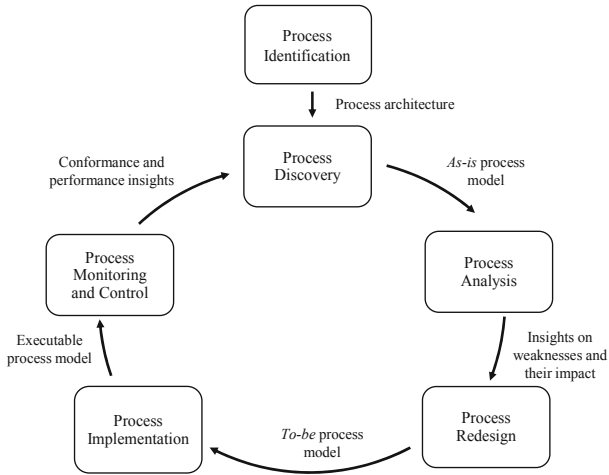 Process
Identification
Process architecture
Process
Discovery
As-is process
model
Process
Analysis
Insights on
weaknesses and
their impact
Process
Redesign
To-be process
model
Process
Implementation
Executable
process model
Process
Monitoring
and Control
Conformance and
performance insights